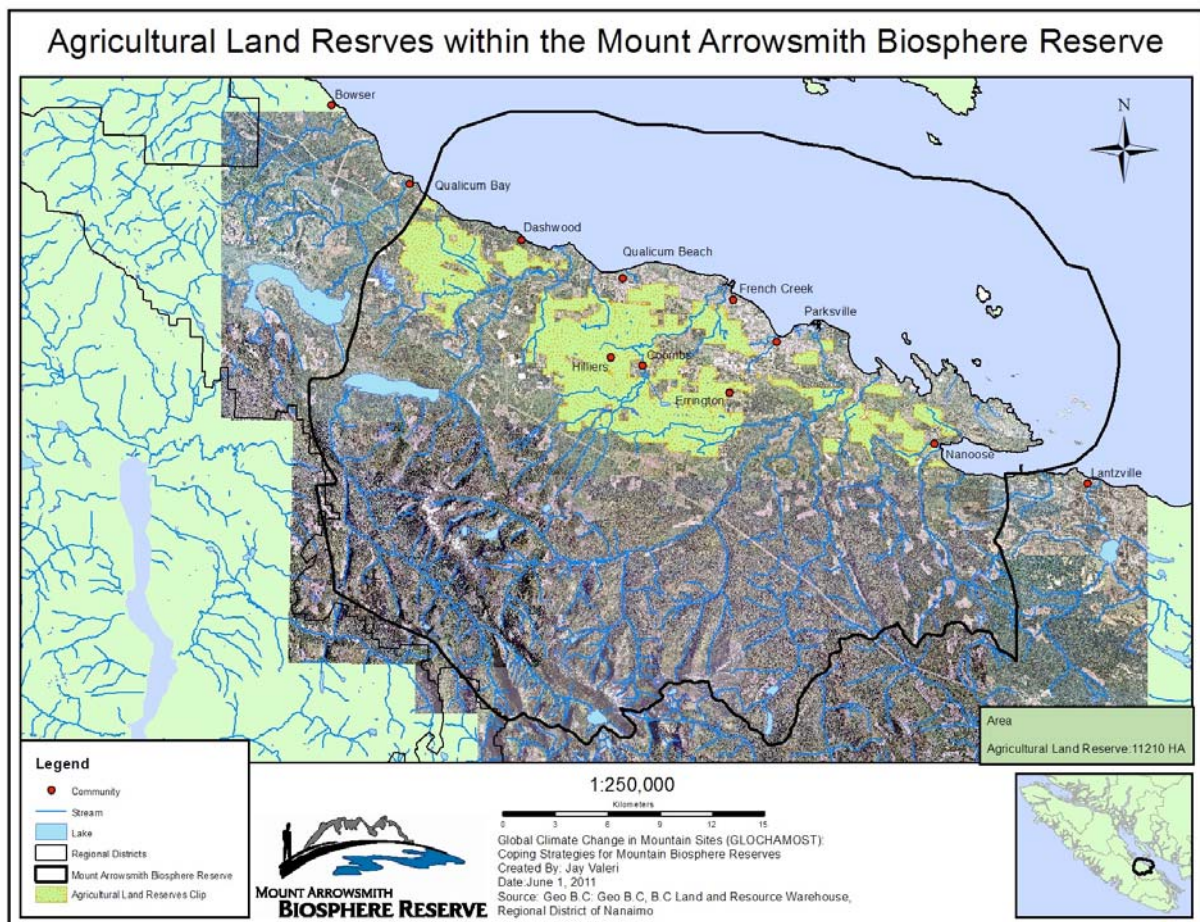 Agricultural Land Resrves within the Mount Arrowsmith Biosphere Reserve
Bowser
N
Qualicum Bay
Dashwood
Qualicum Beach
French Creek
Parksville
Coombs
Hilliers
Errington
Nanoose
Lantzville
Area
Agricultural Land Reserve:11210 HA
Legend
Community
Stream
Lake
Regional Districts
Mount Arrowsmith Biosphere Reserve
Agricultural Land Reserves Clip
MOUNT ARROWSMITH
BIOSPHERE RESERVE
1:250,000
Kilometers
0 3 6 9 12 15
Global Climate Change in Mountain Sites (GLOCHAMOST):
Coping Strategies for Mountain Biosphere Reserves
Created By: Jay Valeri
Date:June 1, 2011
Source: Geo B.C: Geo B.C, B.C Land and Resource Warehouse,
Regional District of Nanaimo